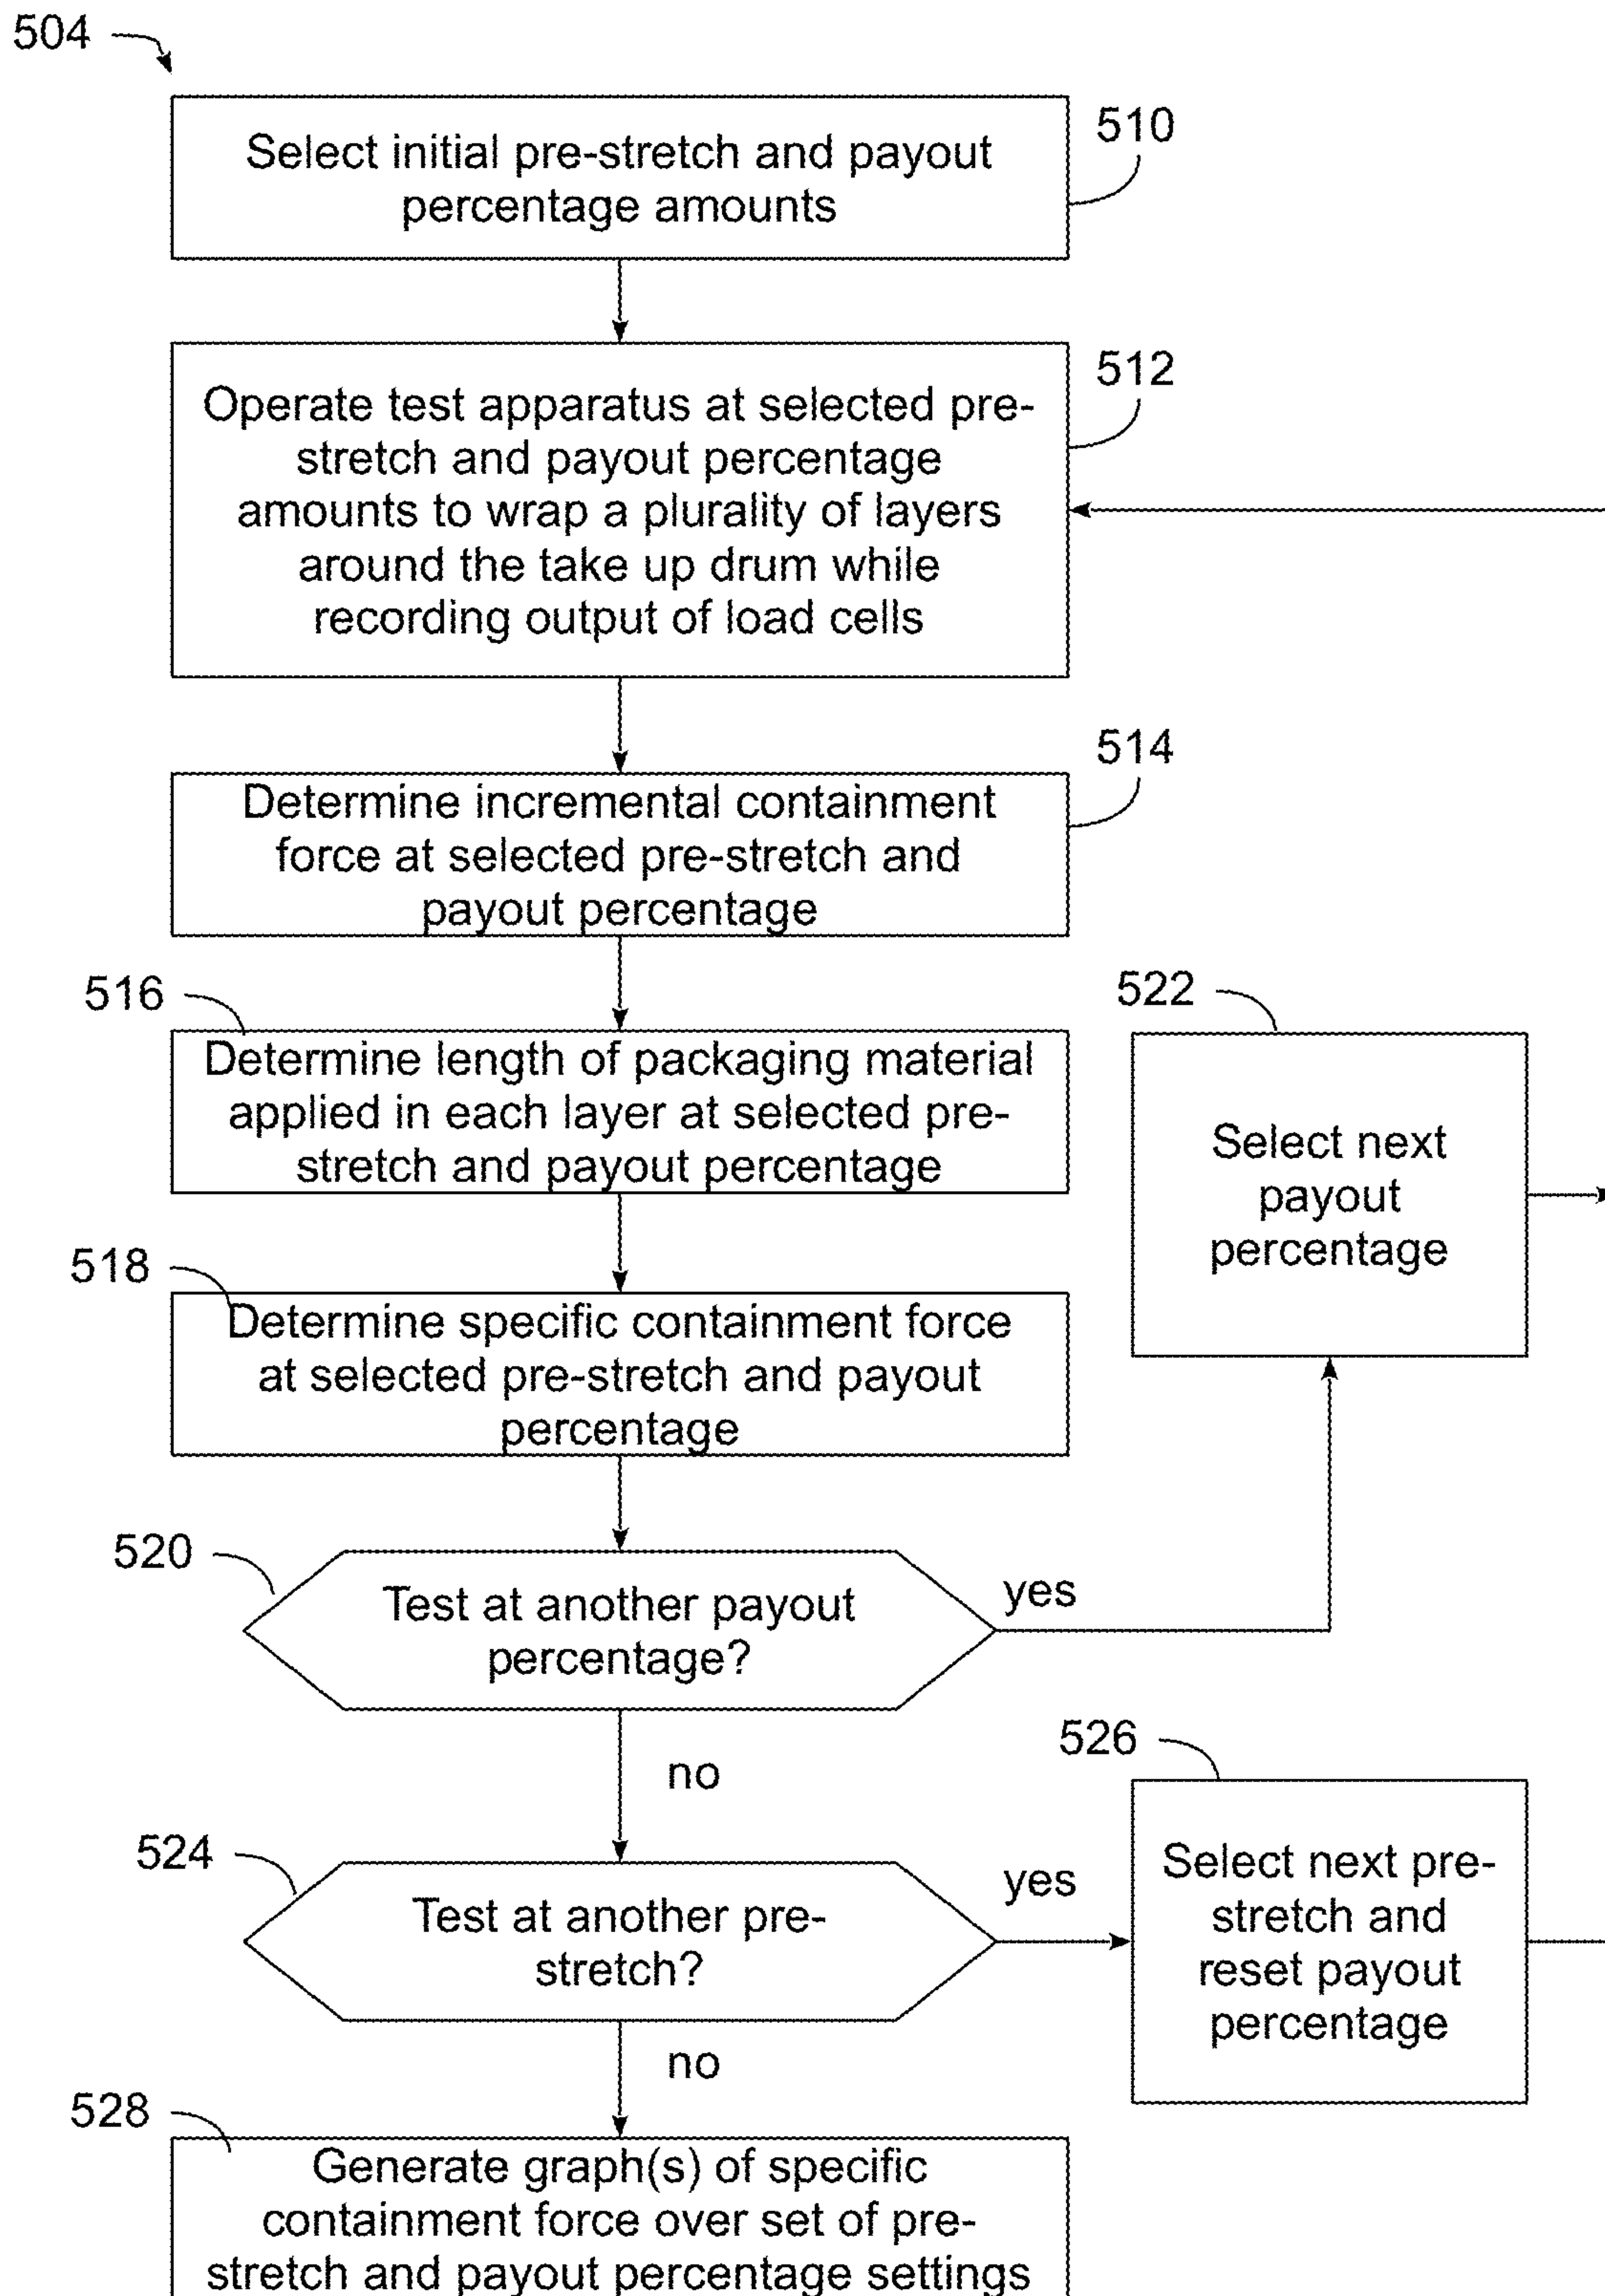 504
Select initial pre-stretch and payout
percentage amounts
510
Operate test apparatus at selected pre-
stretch and payout percentage
amounts to wrap a plurality of layers
around the take up drum while
recording output of load cells
512
Determine incremental containment
force at selected pre-stretch and
payout percentage
514
516
Determine length of packaging material
applied in each layer at selected pre-
stretch and payout percentage
518
Determine specific containment force
at selected pre-stretch and payout
percentage
520
Test at another payout
percentage?
yes
522
Select next
payout
percentage
no
524
Test at another pre-
stretch?
yes
526
Select next pre-
stretch and
reset payout
percentage
no
528
Generate graph(s) of specific
containment force over set of pre-
stretch and payout percentage settings